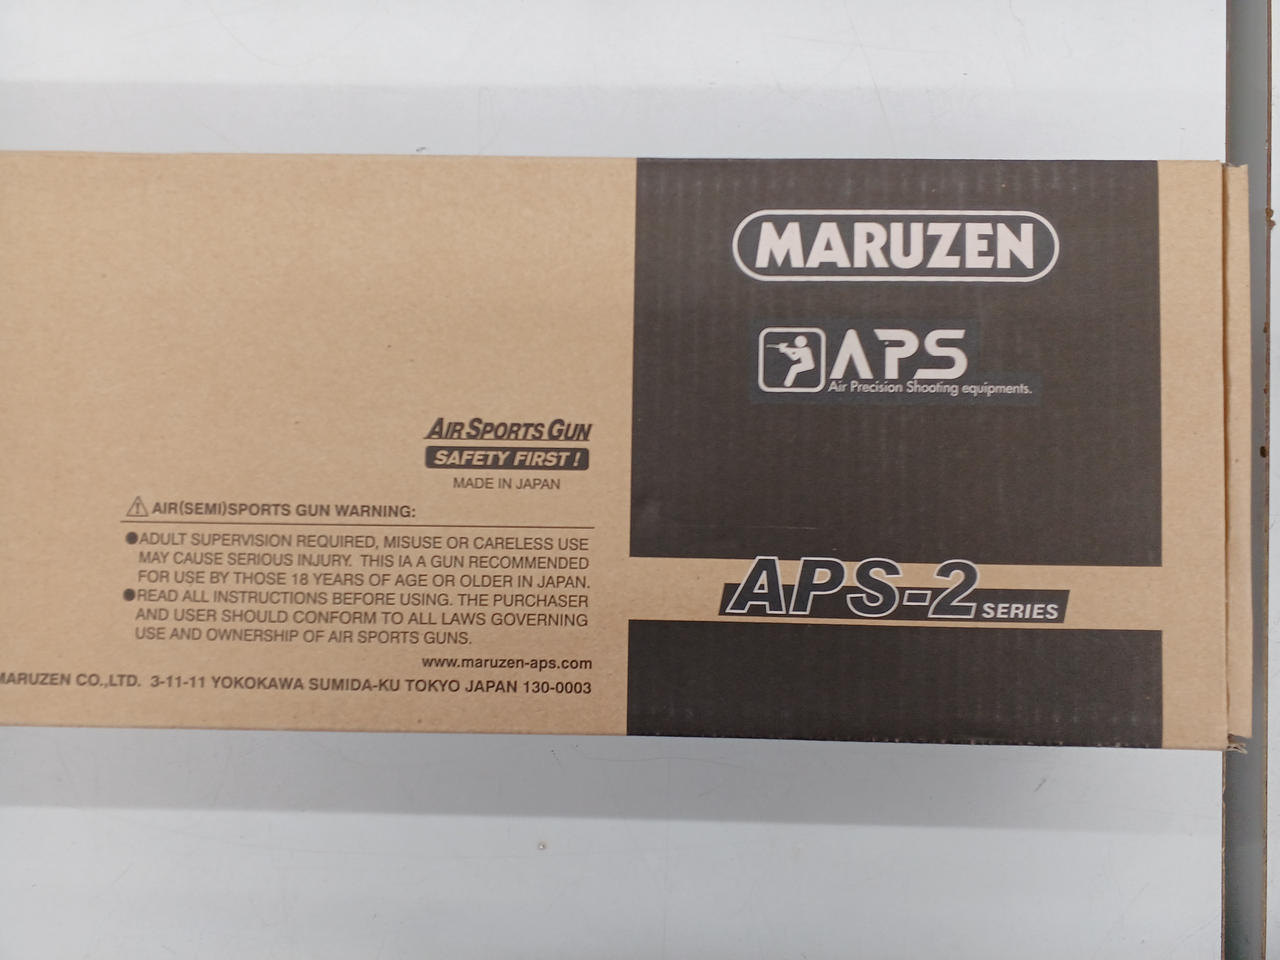 MARUZEN
APS
Air Precision Shooting equipments.
AIR SPORTS GUN
SAFETY FIRST !
MADE IN JAPAN
AIR(SEMI)SPORTS GUN WARNING:
●ADULT SUPERVISION REQUIRED, MISUSE OR CARELESS USE
MAY CAUSE SERIOUS INJURY. THIS IA A GUN RECOMMENDED
FOR USE BY THOSE 18 YEARS OF AGE OR OLDER IN JAPAN.
●READ ALL INSTRUCTIONS BEFORE USING. THE PURCHASER
AND USER SHOULD CONFORM TO ALL LAWS GOVERNING
USE AND OWNERSHIP OF AIR SPORTS GUNS.
www.maruzen-aps.com
MARUZEN CO.,LTD. 3-11-11 YOKOKAWA SUMIDA-KU TOKYO JAPAN 130-0003
APS-2 SERIES